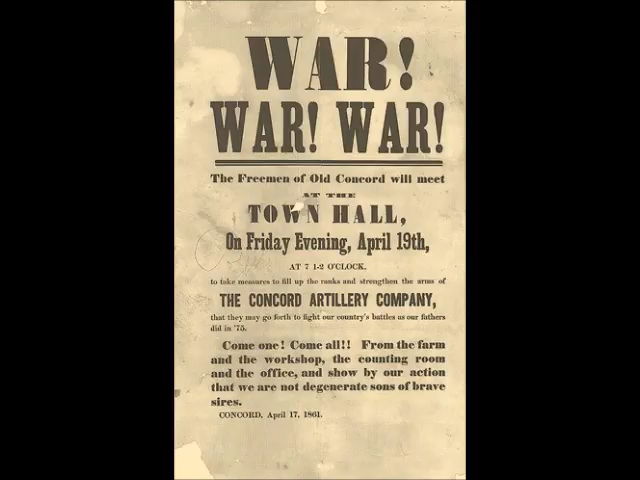 WAR!
WAR! WAR!
The Freemen of Old Concord will meet
AT THE
TOWN HALL,
On Friday Evening, April 19th,
AT 7 1-2 O'CLOCK,
to take measures to fill up the ranks and strengthen the arms of
THE CONCORD ARTILLERY COMPANY,
that they may go forth to fight our country's battles as our fathers
did in '75.
Come one! Come all!! From the farm
and the workshop, the counting room
and the office, and show by our action
that we are not degenerate sons of brave
sires.
CONCORD, April 17, 1861.